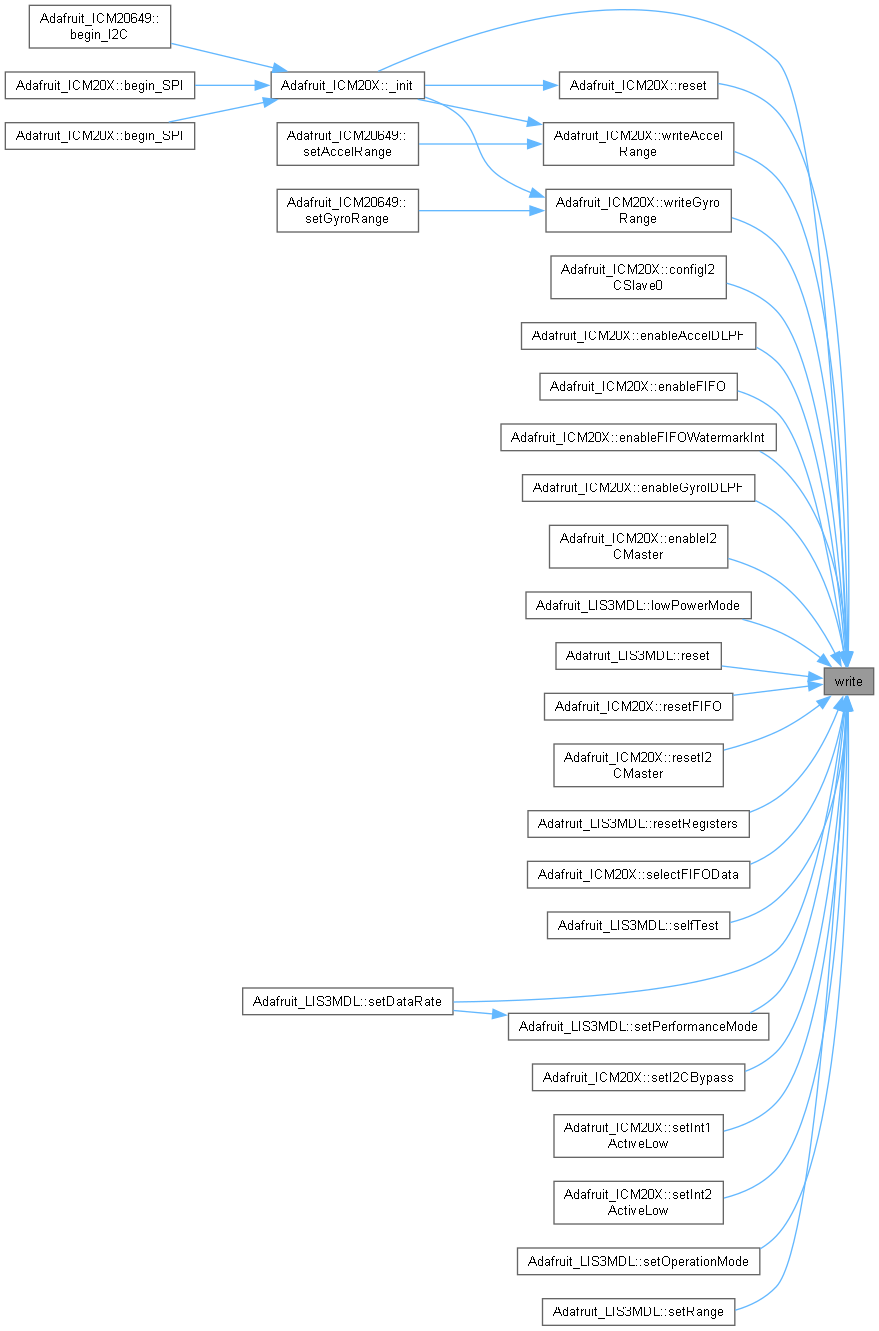 Adafruit_ICM20649::
begin_I2C
Adafruit_ICM20X::begin_SPI
Adafruit_ICM20X::begin_SPI
Adafruit_ICM20X::_init
Adafruit_ICM20649::
setAccelRange
Adafruit_ICM20649::
setGyroRange
Adafruit_ICM20X::reset
Adafruit_ICM20X::writeAccel
Range
Adafruit_ICM20X::writeGyro
Range
Adafruit_ICM20X::configI2
CSlave0
Adafruit_ICM20X::enableAccelDLPF
Adafruit_ICM20X::enableFIFO
Adafruit_ICM20X::enableFIFOWatermarkInt
Adafruit_ICM20X::enableGyrolDLPF
Adafruit_ICM20X::enableI2
CMaster
Adafruit_LIS3MDL::lowPowerMode
Adafruit_LIS3MDL::reset
write
Adafruit_ICM20X::resetFIFO
Adafruit_ICM20X::resetI2
CMaster
Adafruit_LIS3MDL::resetRegisters
Adafruit_ICM20X::selectFIFOData
Adafruit_LIS3MDL::selfTest
Adafruit_LIS3MDL::setDataRate
Adafruit_LIS3MDL::setPerformanceMode
Adafruit_ICM20X::setI2CBypass
Adafruit_ICM20X::setInt1
ActiveLow
Adafruit_ICM20X::setInt2
ActiveLow
Adafruit_LIS3MDL::setOperationMode
Adafruit_LIS3MDL::setRange